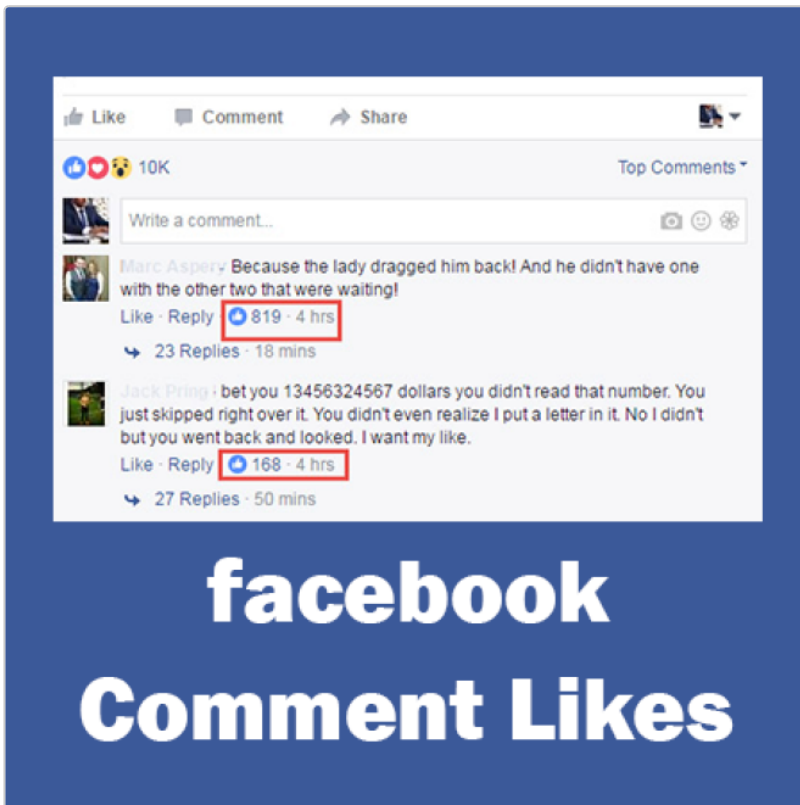 Like Comment Share
10K Top Comments
Write a comment...
Marc Aspery Because the lady dragged him back! And he didn't have one
with the other two that were waiting!
Like · Reply · 819 · 4 hrs
23 Replies · 18 mins
Jack Pring I bet you 13456324567 dollars you didn't read that number. You
just skipped right over it. You didn't even realize I put a letter in it. No I didn't
but you went back and looked. I want my like.
Like · Reply · 168 · 4 hrs
27 Replies · 50 mins
facebook
Comment Likes